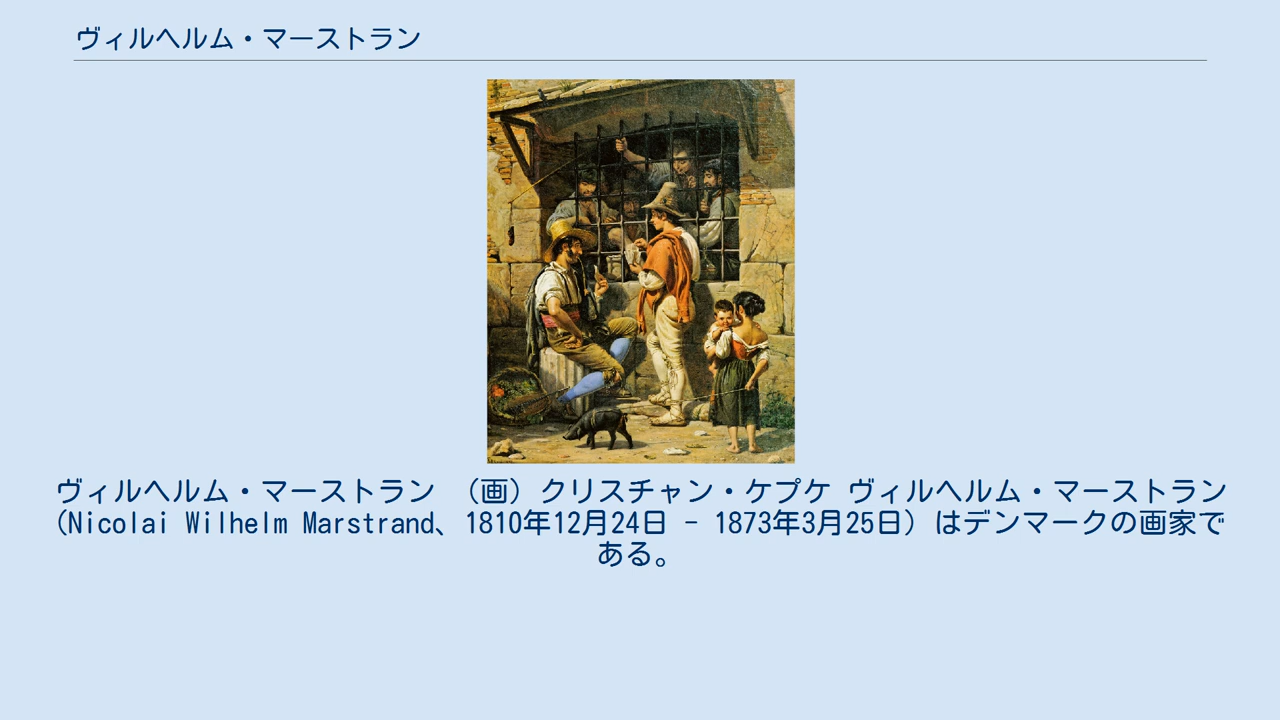 ヴィルヘルム・マーストラン
ヴィルヘルム・マーストラン （画）クリスチャン・ケプケ ヴィルヘルム・マーストラン
(Nicolai Wilhelm Marstrand、1810年12月24日 - 1873年3月25日) はデンマークの画家で
ある。